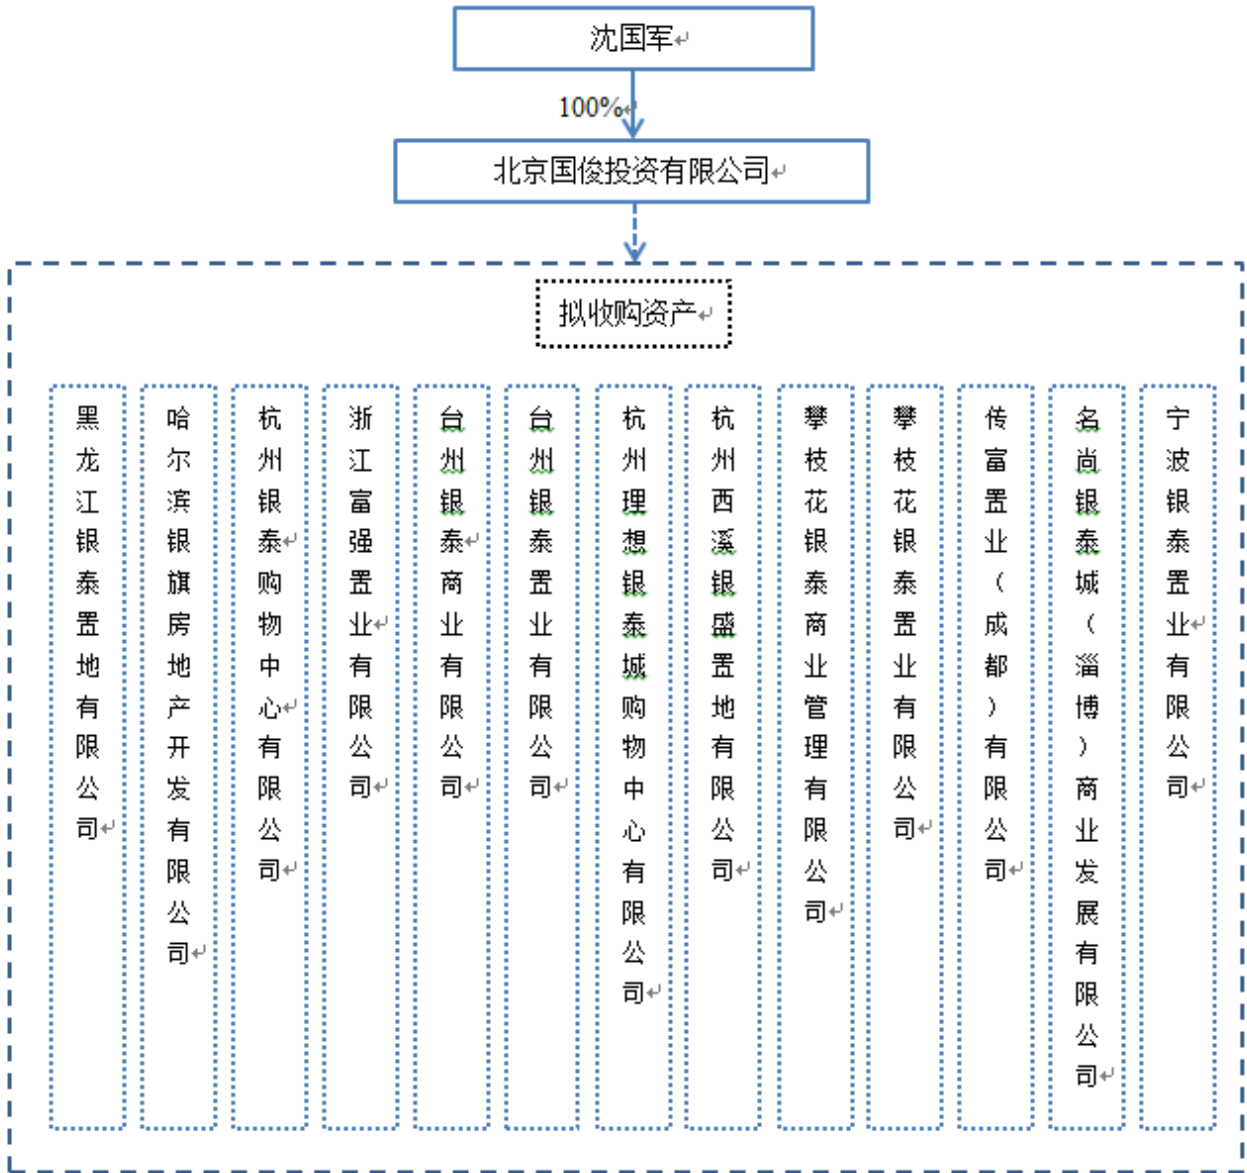 沈国军
100%
北京国俊投资有限公司
拟收购资产
黑龙江银泰置地有限公司
哈尔滨银旗房地产开发有限公司
杭州银泰购物中心有限公司
浙江富强置业有限公司
台州银泰商业有限公司
台州银泰置业有限公司
杭州理想银泰城购物中心有限公司
杭州西溪银盛置地有限公司
攀枝花银泰商业管理有限公司
攀枝花银泰置业有限公司
传富置业（成都）有限公司
名尚银泰城（淄博）商业发展有限公司
宁波银泰置业有限公司